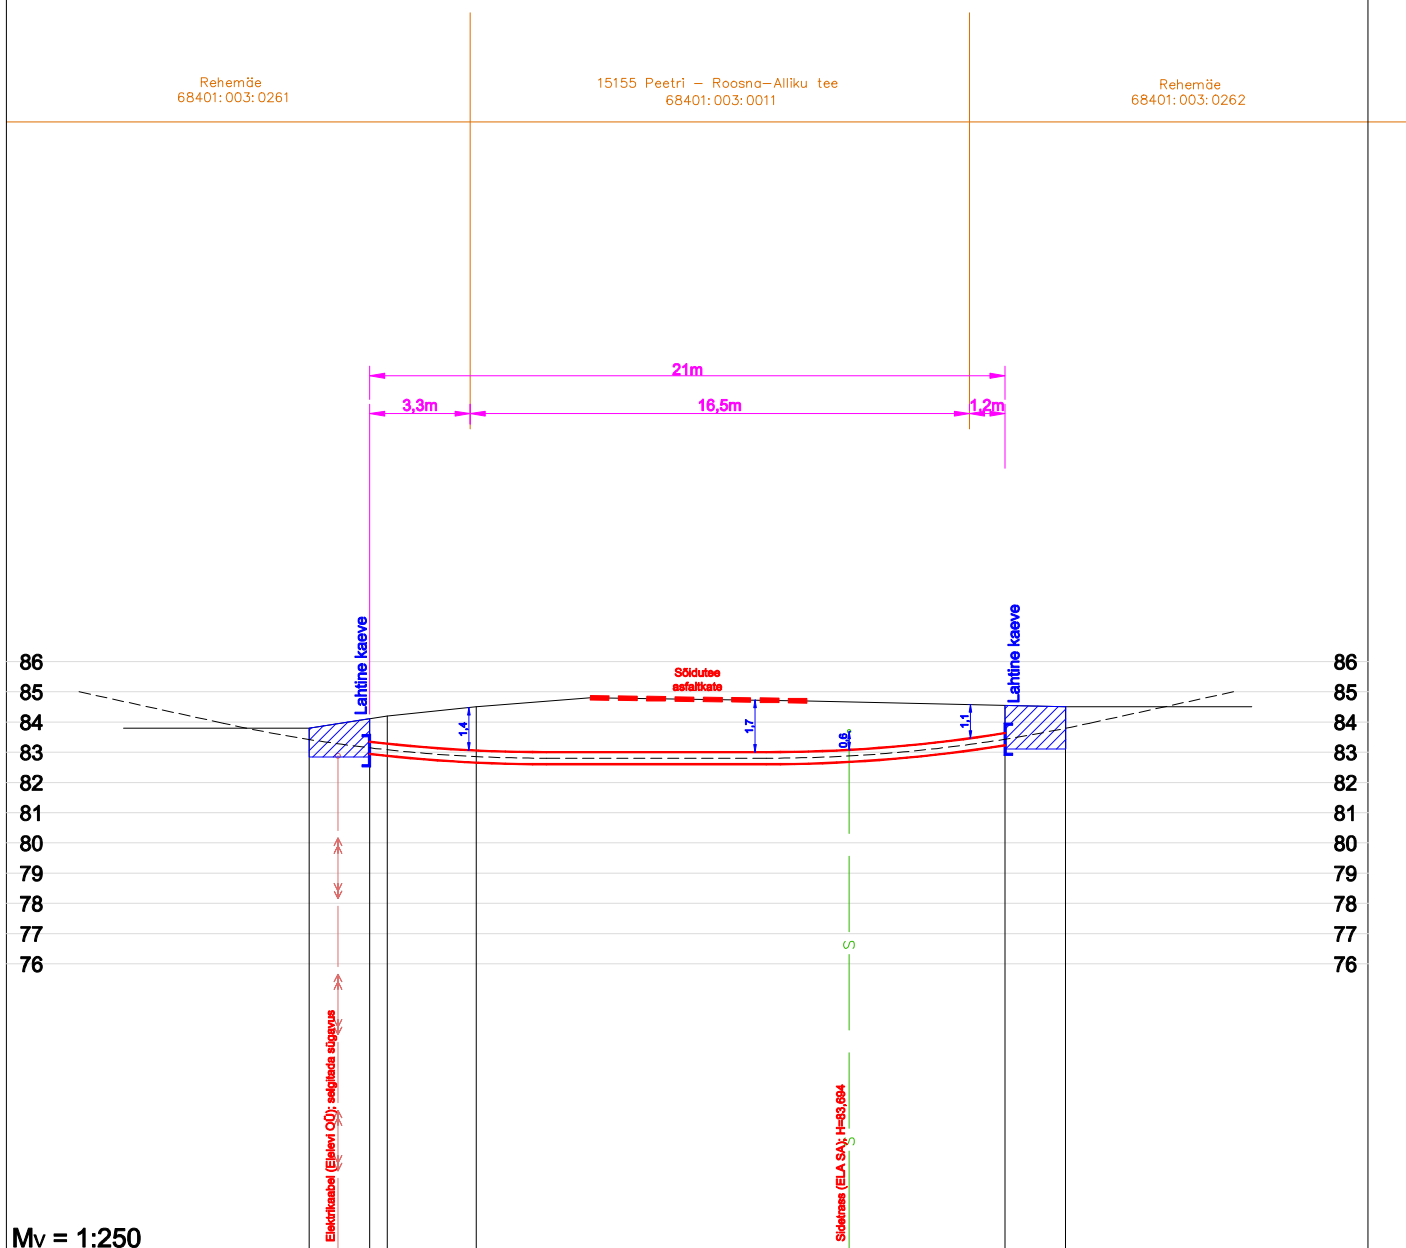 Rehemäe
68401:003:0261
15155 Peetri – Roosna–Alliku tee
68401:003:0011
Rehemäe
68401:003:0262
21m
3,3m
16,5m
1,2m
Lahtine kaeve
Lahtine kaeve
Sõidutee
asfaltkate
86
86
85
85
84
84
1,4
1,7
0,6
1,1
83
83
82
82
81
81
80
80
79
79
78
78
77
77
76
76
S
S
Elektrikaabel (Elelevi OÜ); selgitada sügavus
Sidetrass (ELA SA); H=83,694
Mv = 1:250